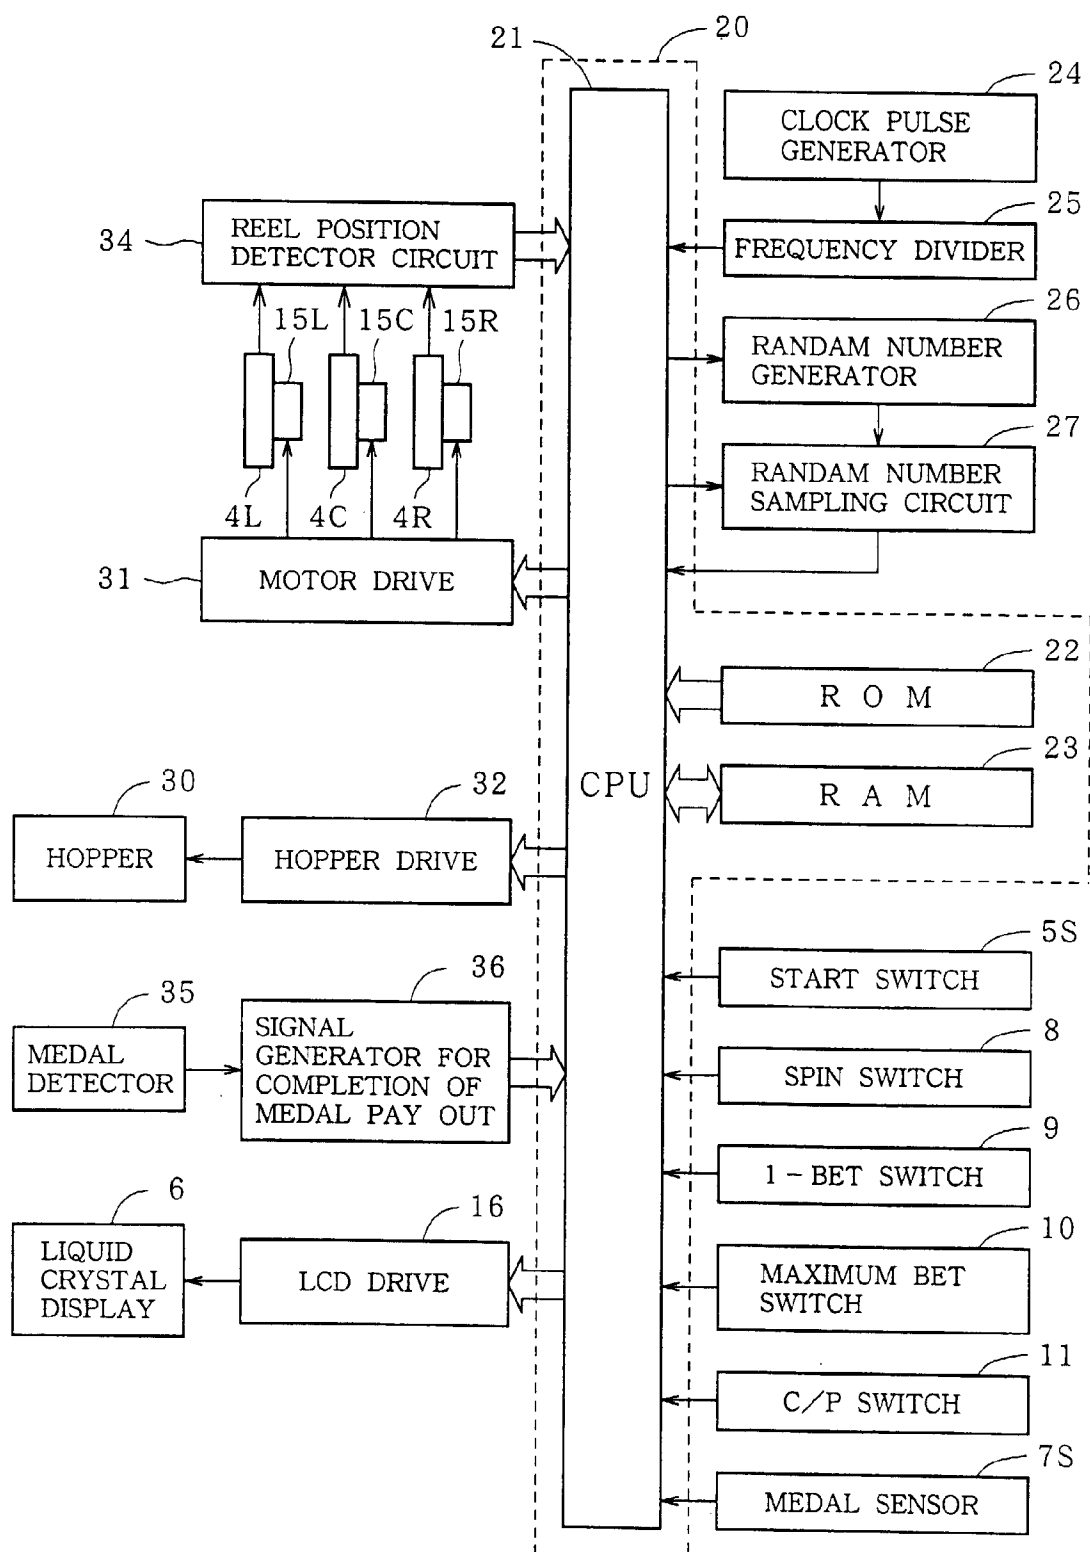 20
21
24
CLOCK PULSE
GENERATOR
34
REEL POSITION
DETECTOR CIRCUIT
25
FREQUENCY DIVIDER
15L 15C 15R
26
RANDAM NUMBER
GENERATOR
27
RANDAM NUMBER
SAMPLING CIRCUIT
4L 4C 4R
31
MOTOR DRIVE
22
ROM
23
RAM
CPU
30
HOPPER
32
HOPPER DRIVE
5S
START SWITCH
35
MEDAL
DETECTOR
36
SIGNAL
GENERATOR FOR
COMPLETION OF
MEDAL PAY OUT
8
SPIN SWITCH
9
1-BET SWITCH
6
LIQUID
CRYSTAL
DISPLAY
16
LCD DRIVE
10
MAXIMUM BET
SWITCH
11
C/P SWITCH
7S
MEDAL SENSOR